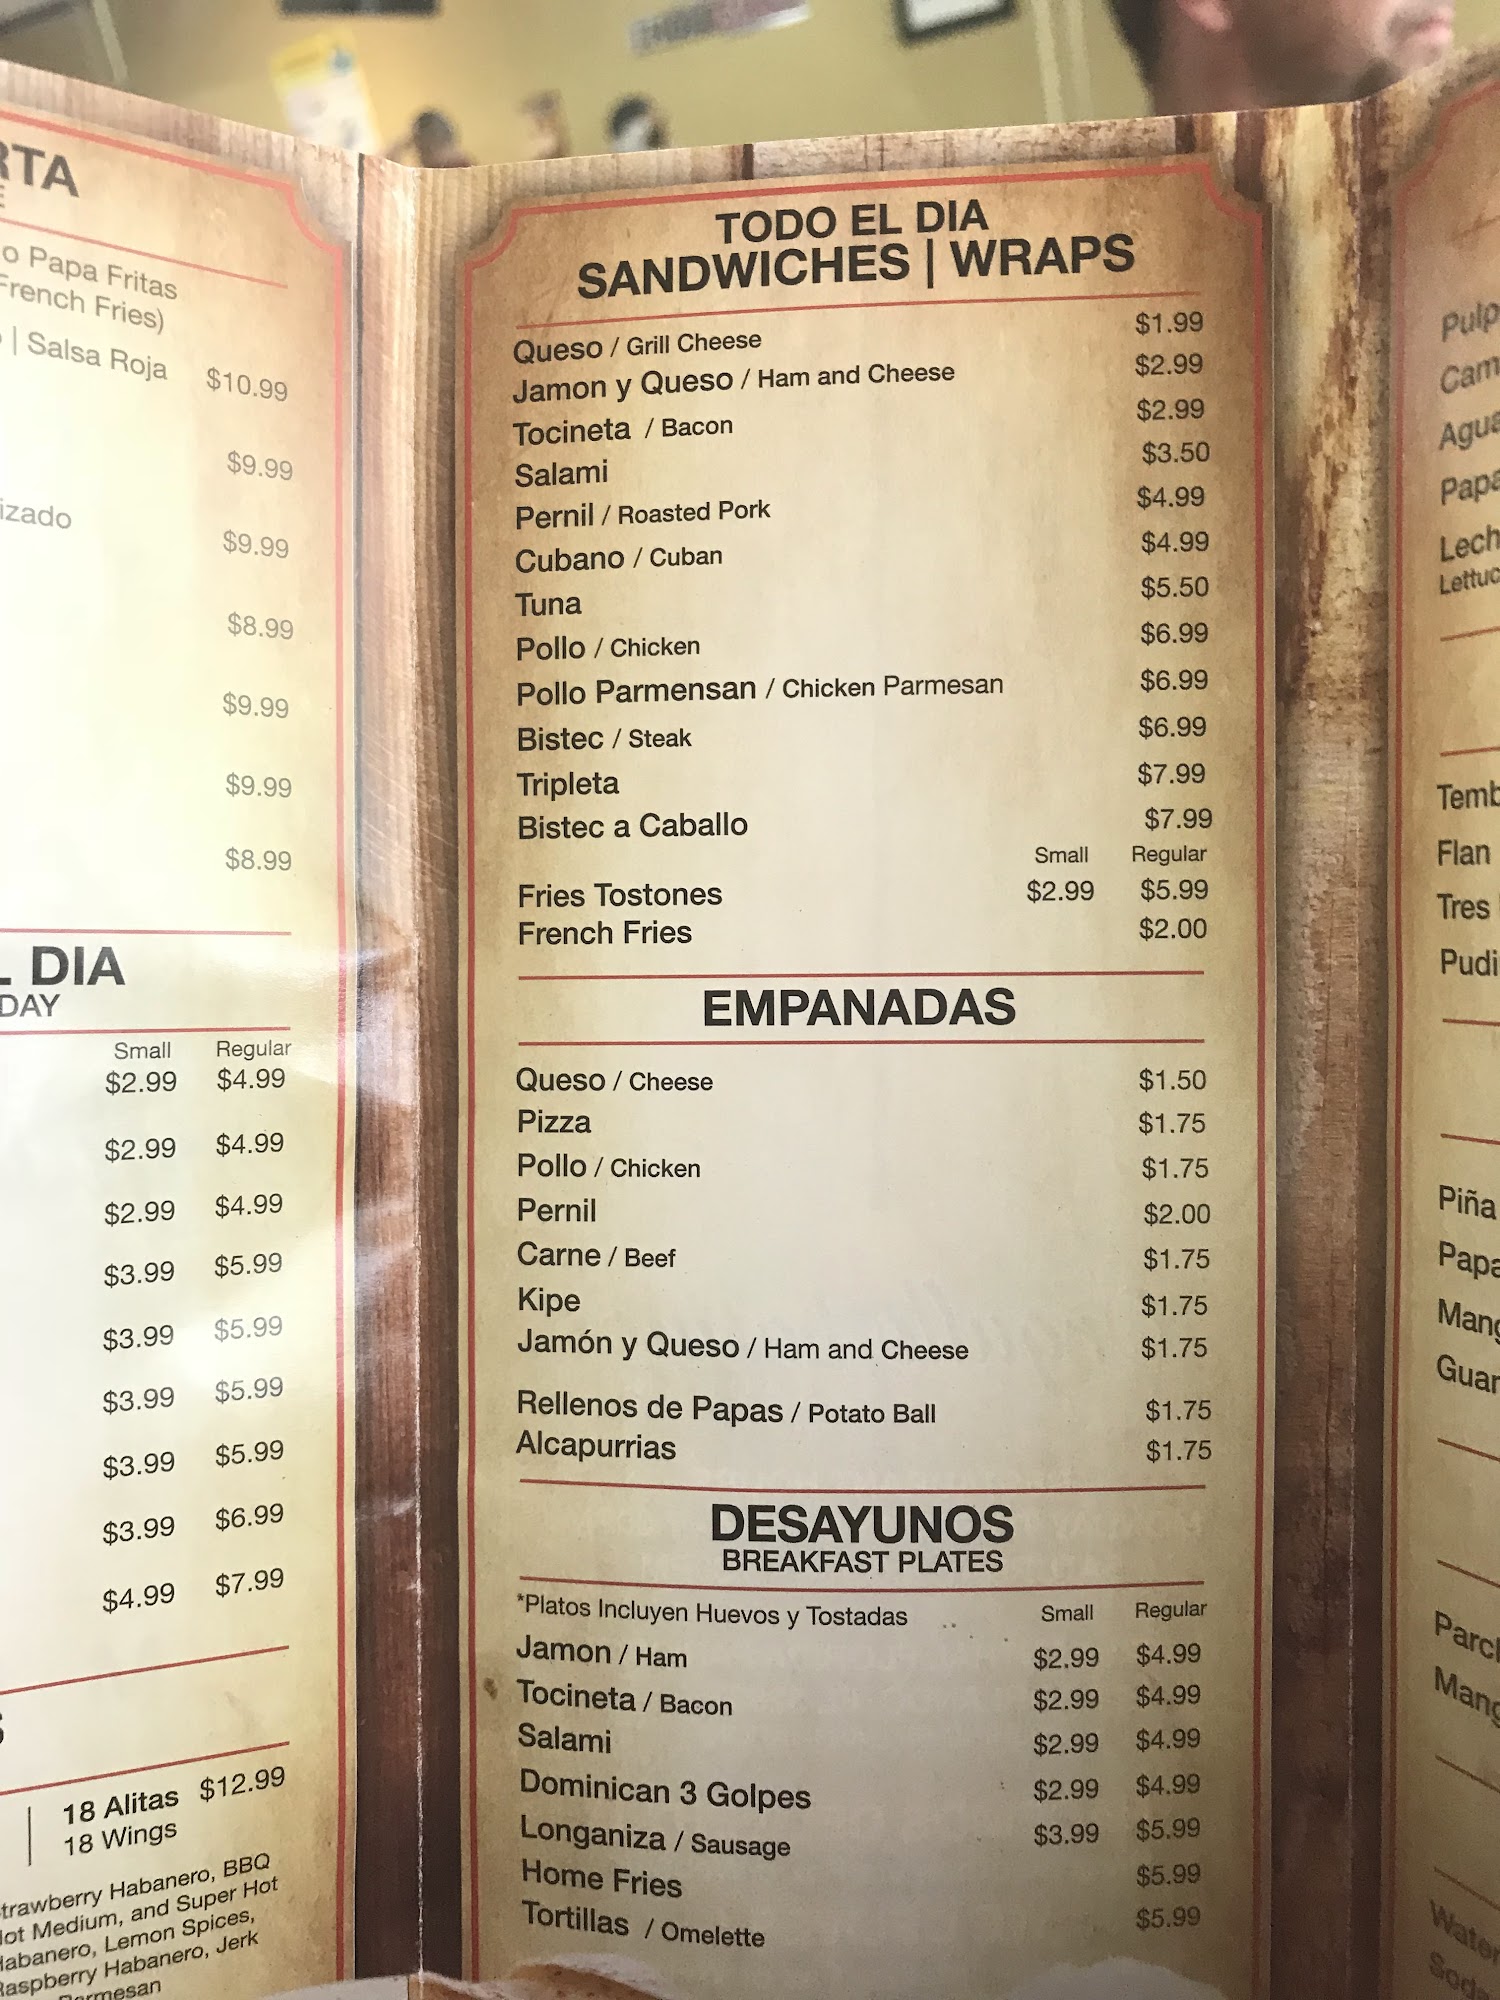 o Papa Fritas
French Fries)
| Salsa Roja $10.99
$9.99
$9.99
$8.99
$9.99
$9.99
$8.99
DIA
DAY
Small Regular
$2.99 $4.99
$2.99 $4.99
$2.99 $4.99
$3.99 $5.99
$3.99 $5.99
$3.99 $5.99
$3.99 $5.99
$3.99 $6.99
$4.99 $7.99
18 Alitas $12.99
18 Wings
Habanero, BBQ
Medium, and Super Hot
Habanero, Lemon Spices,
Raspberry Habanero, Jerk
TODO EL DIA
SANDWICHES | WRAPS
Queso / Grill Cheese $1.99
Jamon y Queso / Ham and Cheese $2.99
Tocineta / Bacon $2.99
Salami $3.50
Pernil / Roasted Pork $4.99
Cubano / Cuban $4.99
Tuna $5.50
Pollo / Chicken $6.99
Pollo Parmensan / Chicken Parmesan $6.99
Bistec / Steak $6.99
Tripleta $7.99
Bistec a Caballo $7.99
Small Regular
Fries Tostones $2.99 $5.99
French Fries $2.00
EMPANADAS
Queso / Cheese $1.50
Pizza $1.75
Pollo / Chicken $1.75
Pernil $2.00
Carne / Beef $1.75
Kipe $1.75
Jamón y Queso / Ham and Cheese $1.75
Rellenos de Papas / Potato Ball $1.75
Alcapurrias $1.75
DESAYUNOS
BREAKFAST PLATES
*Platos Incluyen Huevos y Tostadas Small Regular
Jamon / Ham $2.99 $4.99
Tocineta / Bacon $2.99 $4.99
Salami $2.99 $4.99
Dominican 3 Golpes $2.99 $4.99
Longaniza / Sausage $3.99 $5.99
Home Fries $5.99
Tortillas / Omelette $5.99
Flan
Tres
Piña